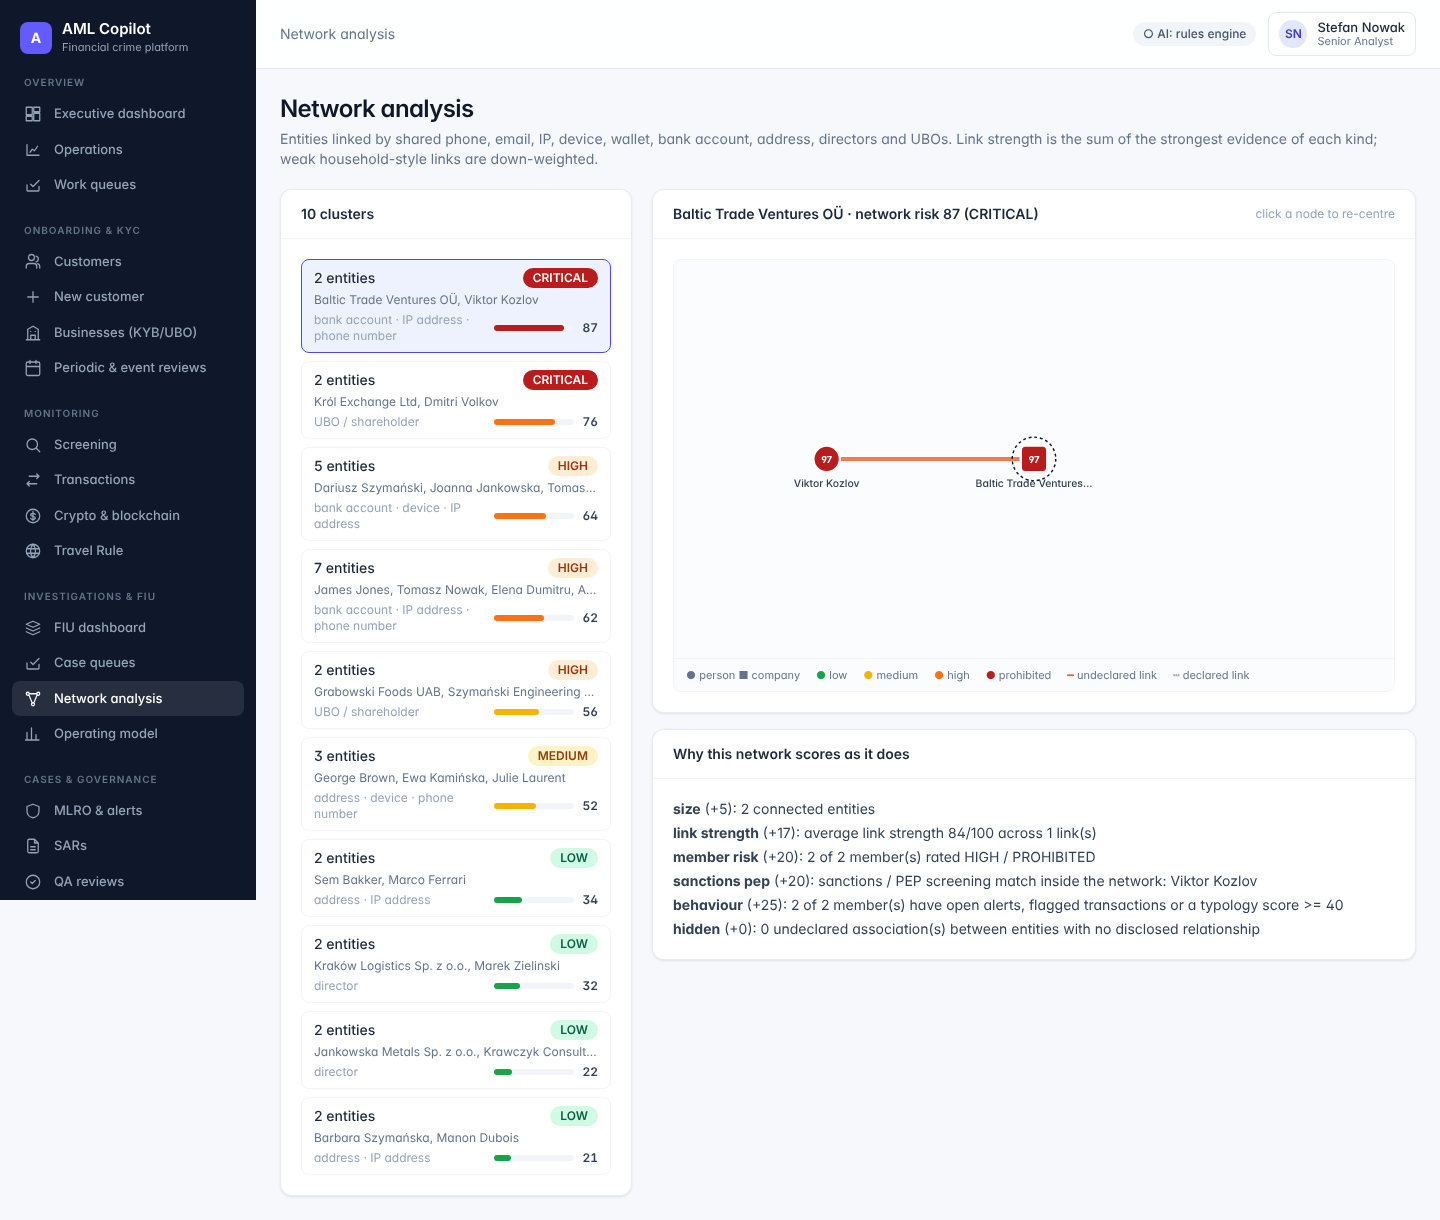 A
AML Copilot
Financial crime platform
OVERVIEW
Executive dashboard
Operations
Work queues
ONBOARDING & KYC
Customers
New customer
Businesses (KYB/UBO)
Periodic & event reviews
MONITORING
Screening
Transactions
Crypto & blockchain
Travel Rule
INVESTIGATIONS & FIU
FIU dashboard
Case queues
Network analysis
Operating model
CASES & GOVERNANCE
MLRO & alerts
SARs
QA reviews
Network analysis
AI: rules engine
SN
Stefan Nowak
Senior Analyst
Network analysis
Entities linked by shared phone, email, IP, device, wallet, bank account, address, directors and UBOs. Link strength is the sum of the strongest evidence of each kind;
weak household-style links are down-weighted.
10 clusters
2 entities CRITICAL
Baltic Trade Ventures OÜ, Viktor Kozlov
bank account · IP address ·
phone number
87
2 entities CRITICAL
Król Exchange Ltd, Dmitri Volkov
UBO / shareholder 76
5 entities HIGH
Dariusz Szymański, Joanna Jankowska, Tomas...
bank account · device · IP
address
64
7 entities HIGH
James Jones, Tomasz Nowak, Elena Dumitru, A...
bank account · IP address ·
phone number
62
2 entities HIGH
Grabowski Foods UAB, Szymański Engineering ...
UBO / shareholder 56
3 entities MEDIUM
George Brown, Ewa Kamińska, Julie Laurent
address · device · phone
number
52
2 entities LOW
Sem Bakker, Marco Ferrari
address · IP address 34
2 entities LOW
Kraków Logistics Sp. z o.o., Marek Zielinski
director 32
2 entities LOW
Jankowska Metals Sp. z o.o., Krawczyk Consult...
director 22
2 entities LOW
Barbara Szymańska, Manon Dubois
address · IP address 21
Baltic Trade Ventures OÜ · network risk 87 (CRITICAL)
click a node to re-centre
97
97
Viktor Kozlov
Baltic Trade Ventures...
person company low medium high prohibited undeclared link declared link
Why this network scores as it does
size (+5): 2 connected entities
link strength (+17): average link strength 84/100 across 1 link(s)
member risk (+20): 2 of 2 member(s) rated HIGH / PROHIBITED
sanctions pep (+20): sanctions / PEP screening match inside the network: Viktor Kozlov
behaviour (+25): 2 of 2 member(s) have open alerts, flagged transactions or a typology score >= 40
hidden (+0): 0 undeclared association(s) between entities with no disclosed relationship